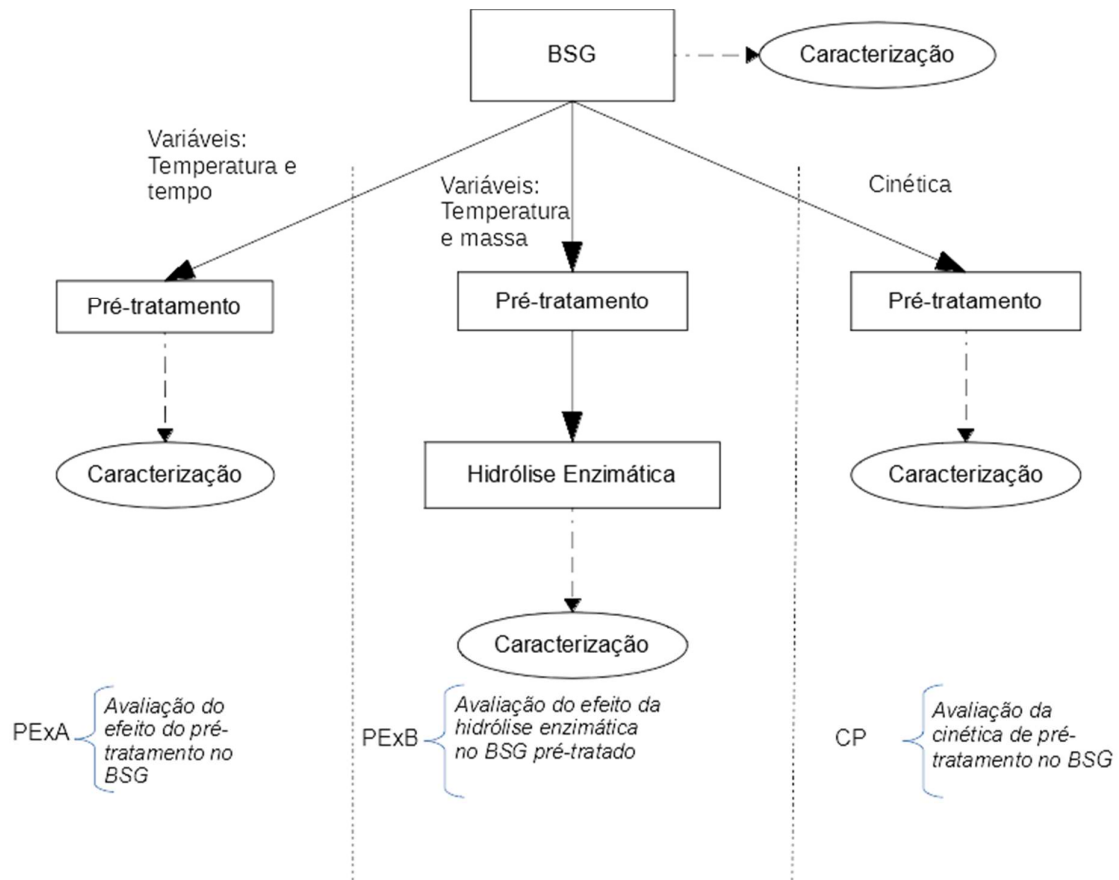 BSG
Caracterização
Variáveis:
Temperatura e
tempo
Variáveis:
Temperatura
e massa
Cinética
Pré-tratamento
Pré-tratamento
Pré-tratamento
Caracterização
Hidrólise Enzimática
Caracterização
Caracterização
PExA
Avaliação do
efeito do pré-
tratamento no
BSG
PExB
Avaliação do efeito da
hidrólise enzimática
no BSG pré-tratado
CP
Avaliação da
cinética de pré-
tratamento no BSG